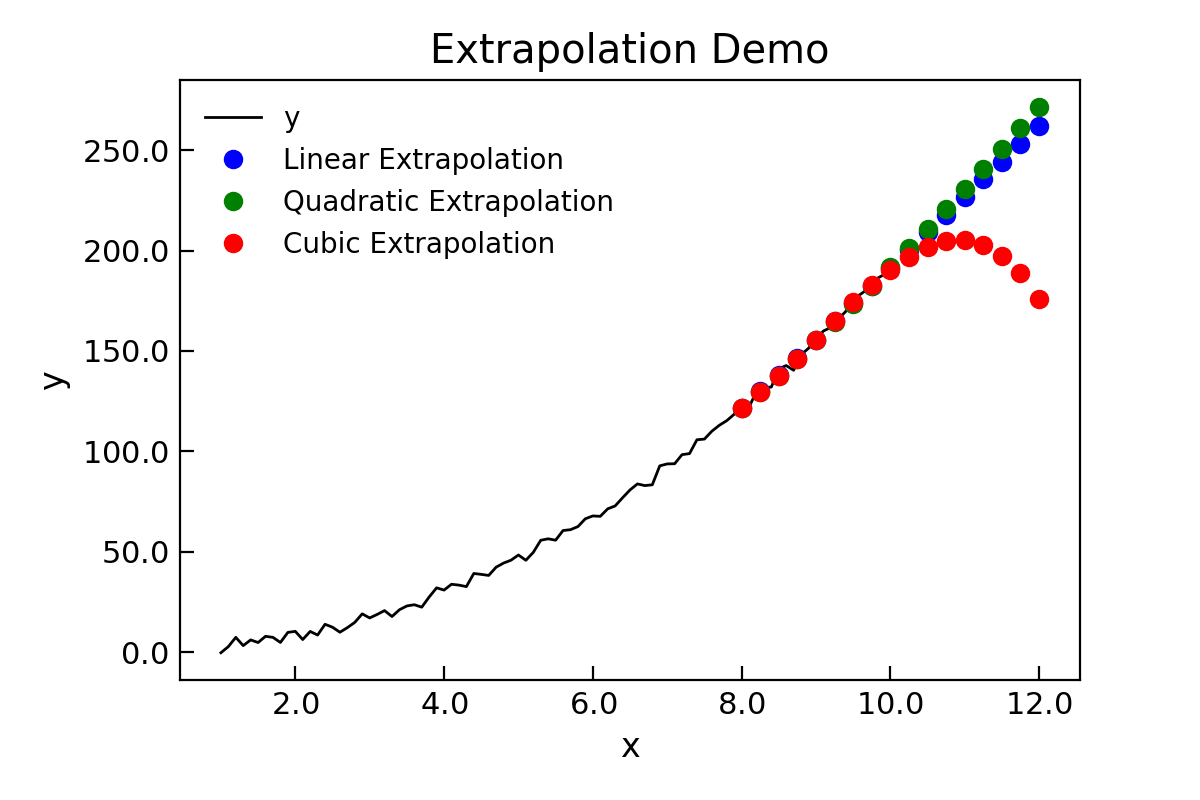 Extrapolation Demo
y
Linear Extrapolation
Quadratic Extrapolation
Cubic Extrapolation
250.0
200.0
150.0
100.0
50.0
0.0
y
2.0 4.0 6.0 8.0 10.0 12.0
x